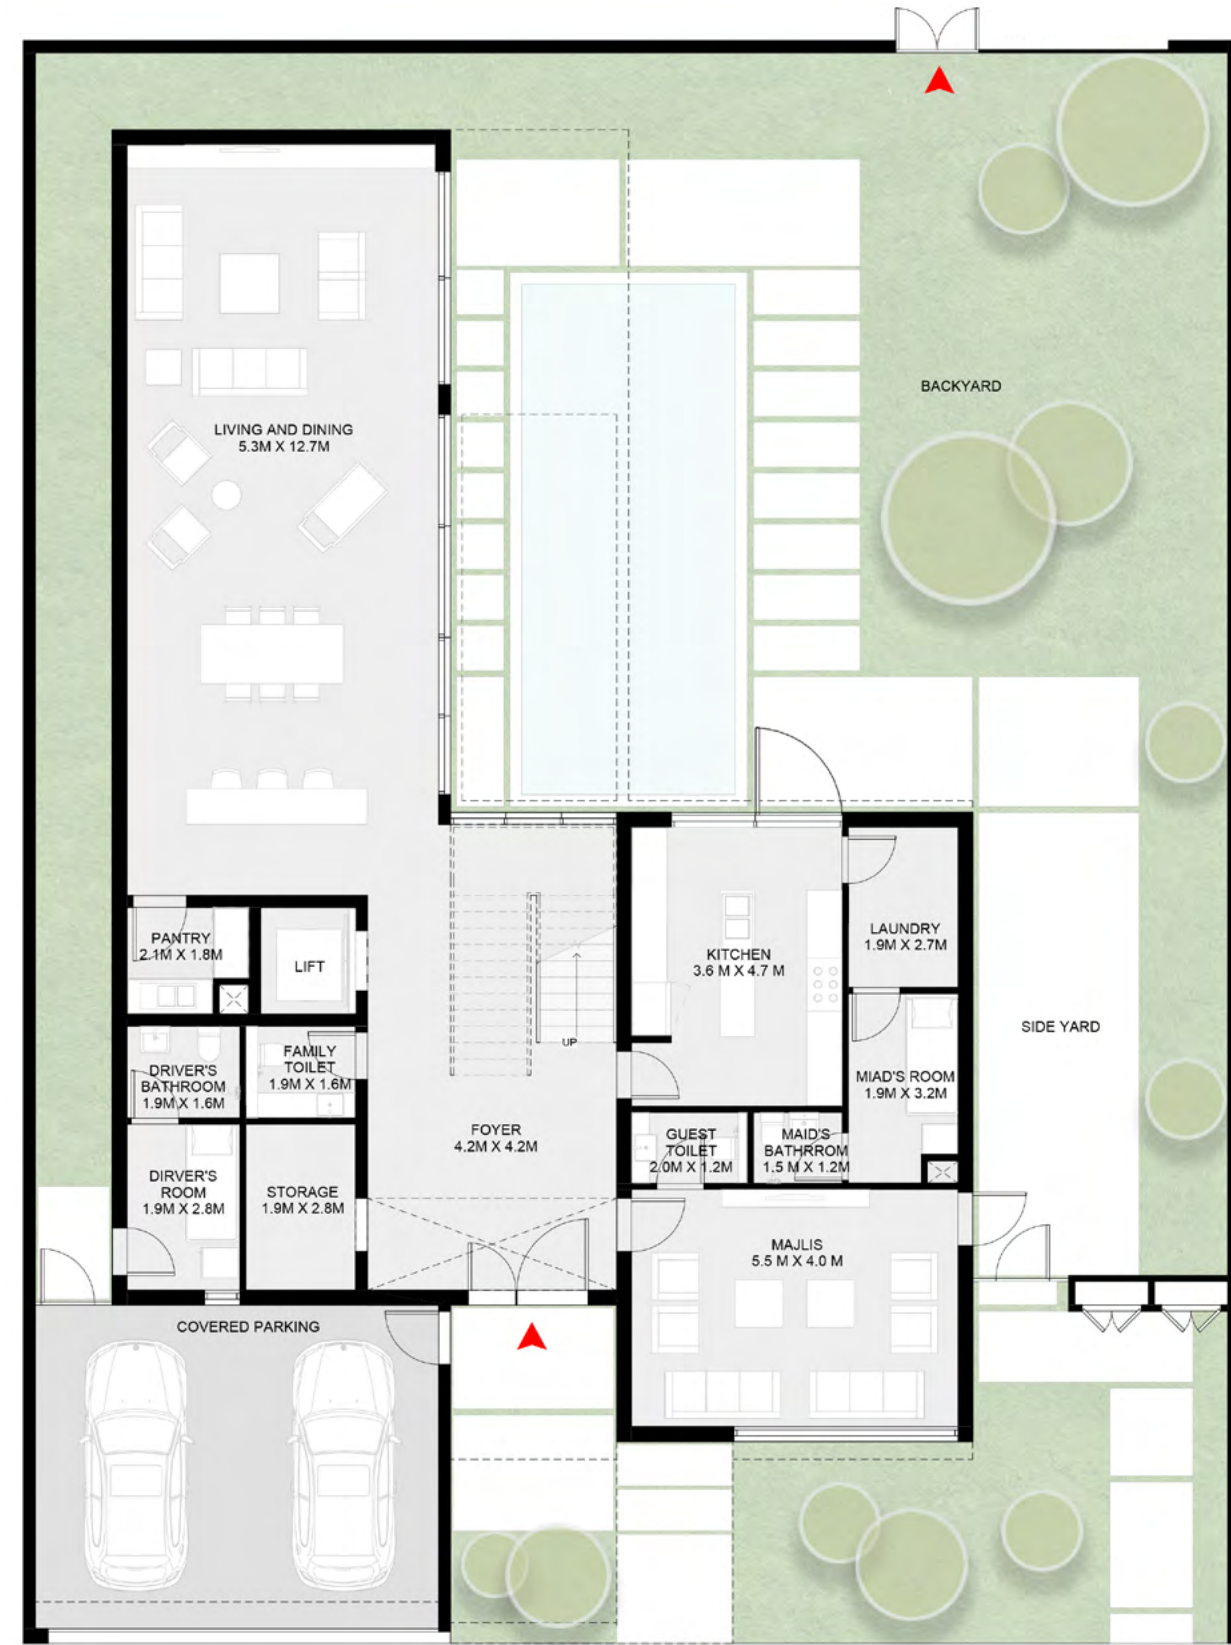 BACKYARD
LIVING AND DINING
5.3M X 12.7M
PANTRY
2.1M X 1.8M
LIFT
KITCHEN
3.6 M X 4.7 M
LAUNDRY
1.9M X 2.7M
SIDE YARD
UP
DRIVER'S
BATHROOM
1.9M X 1.6M
FAMILY
TOILET
1.9M X 1.6M
MIAD'S ROOM
1.9M X 3.2M
FOYER
4.2M X 4.2M
GUEST
TOILET
2.0M X 1.2M
MAID'S
BATHRROM
1.5 M X 1.2M
DIRVER'S
ROOM
1.9M X 2.8M
STORAGE
1.9M X 2.8M
MAJLIS
5.5 M X 4.0 M
COVERED PARKING